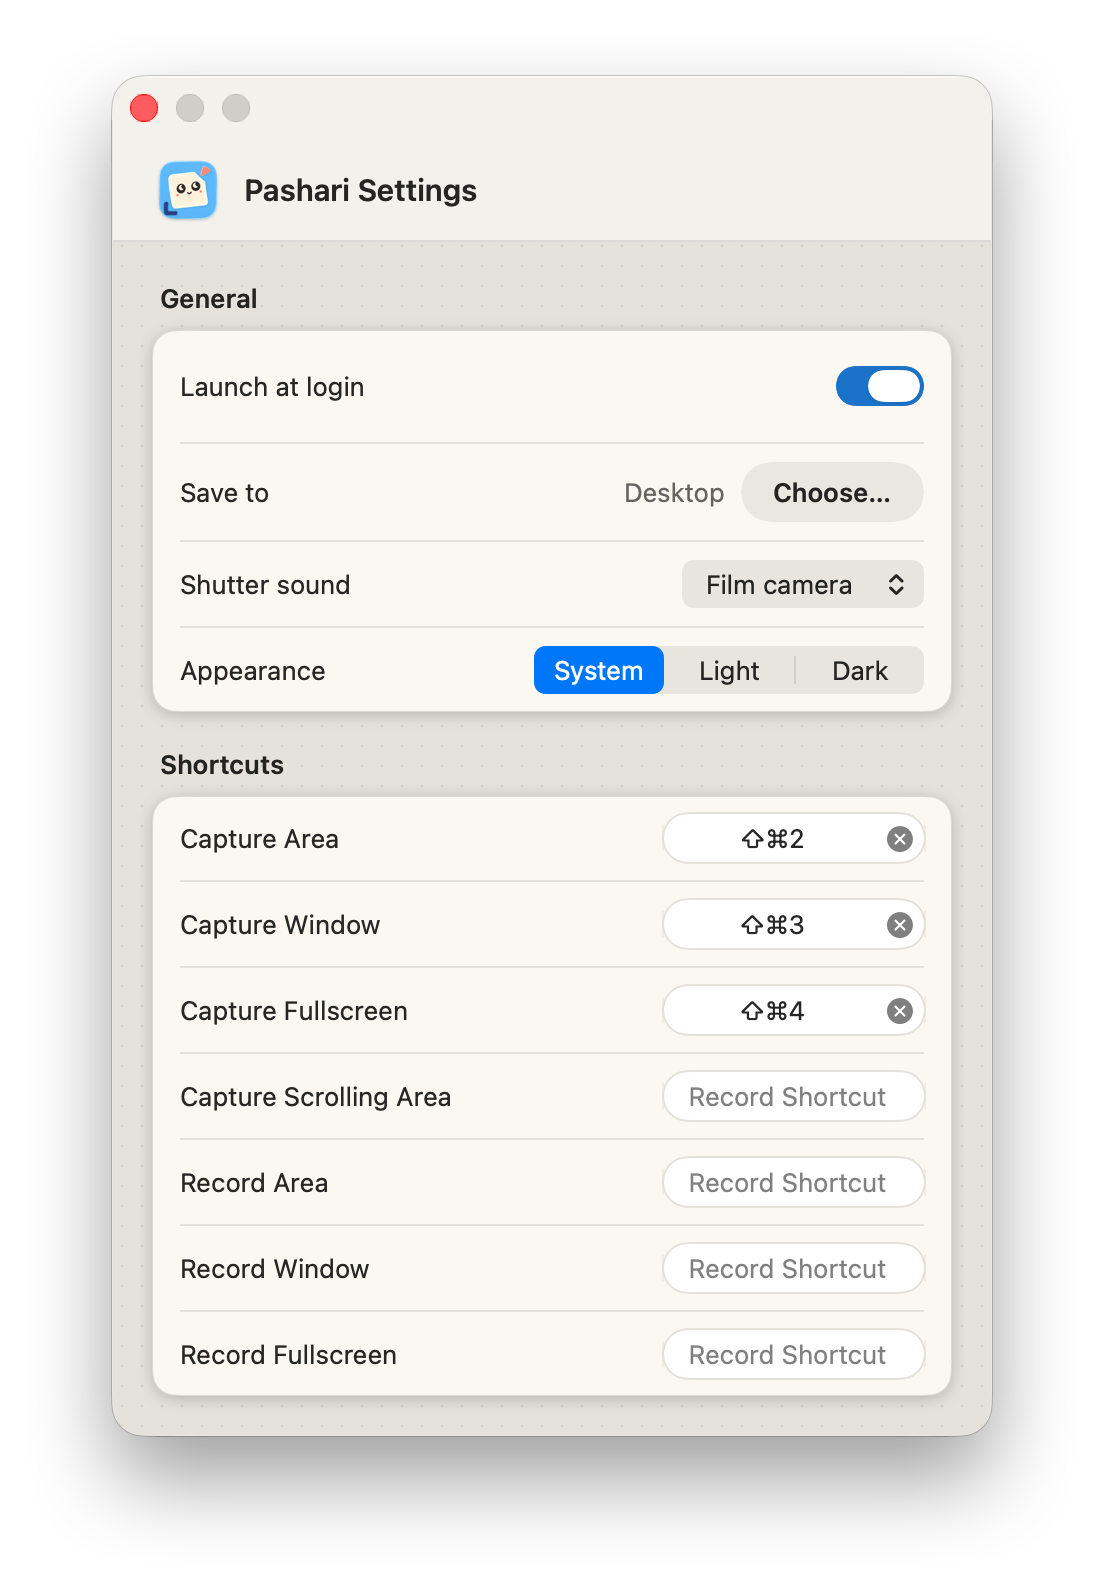 Pashari Settings
General
Launch at login
Save to Desktop Choose...
Shutter sound Film camera
Appearance System Light Dark
Shortcuts
Capture Area ⇧⌘2
Capture Window ⇧⌘3
Capture Fullscreen ⇧⌘4
Capture Scrolling Area Record Shortcut
Record Area Record Shortcut
Record Window Record Shortcut
Record Fullscreen Record Shortcut